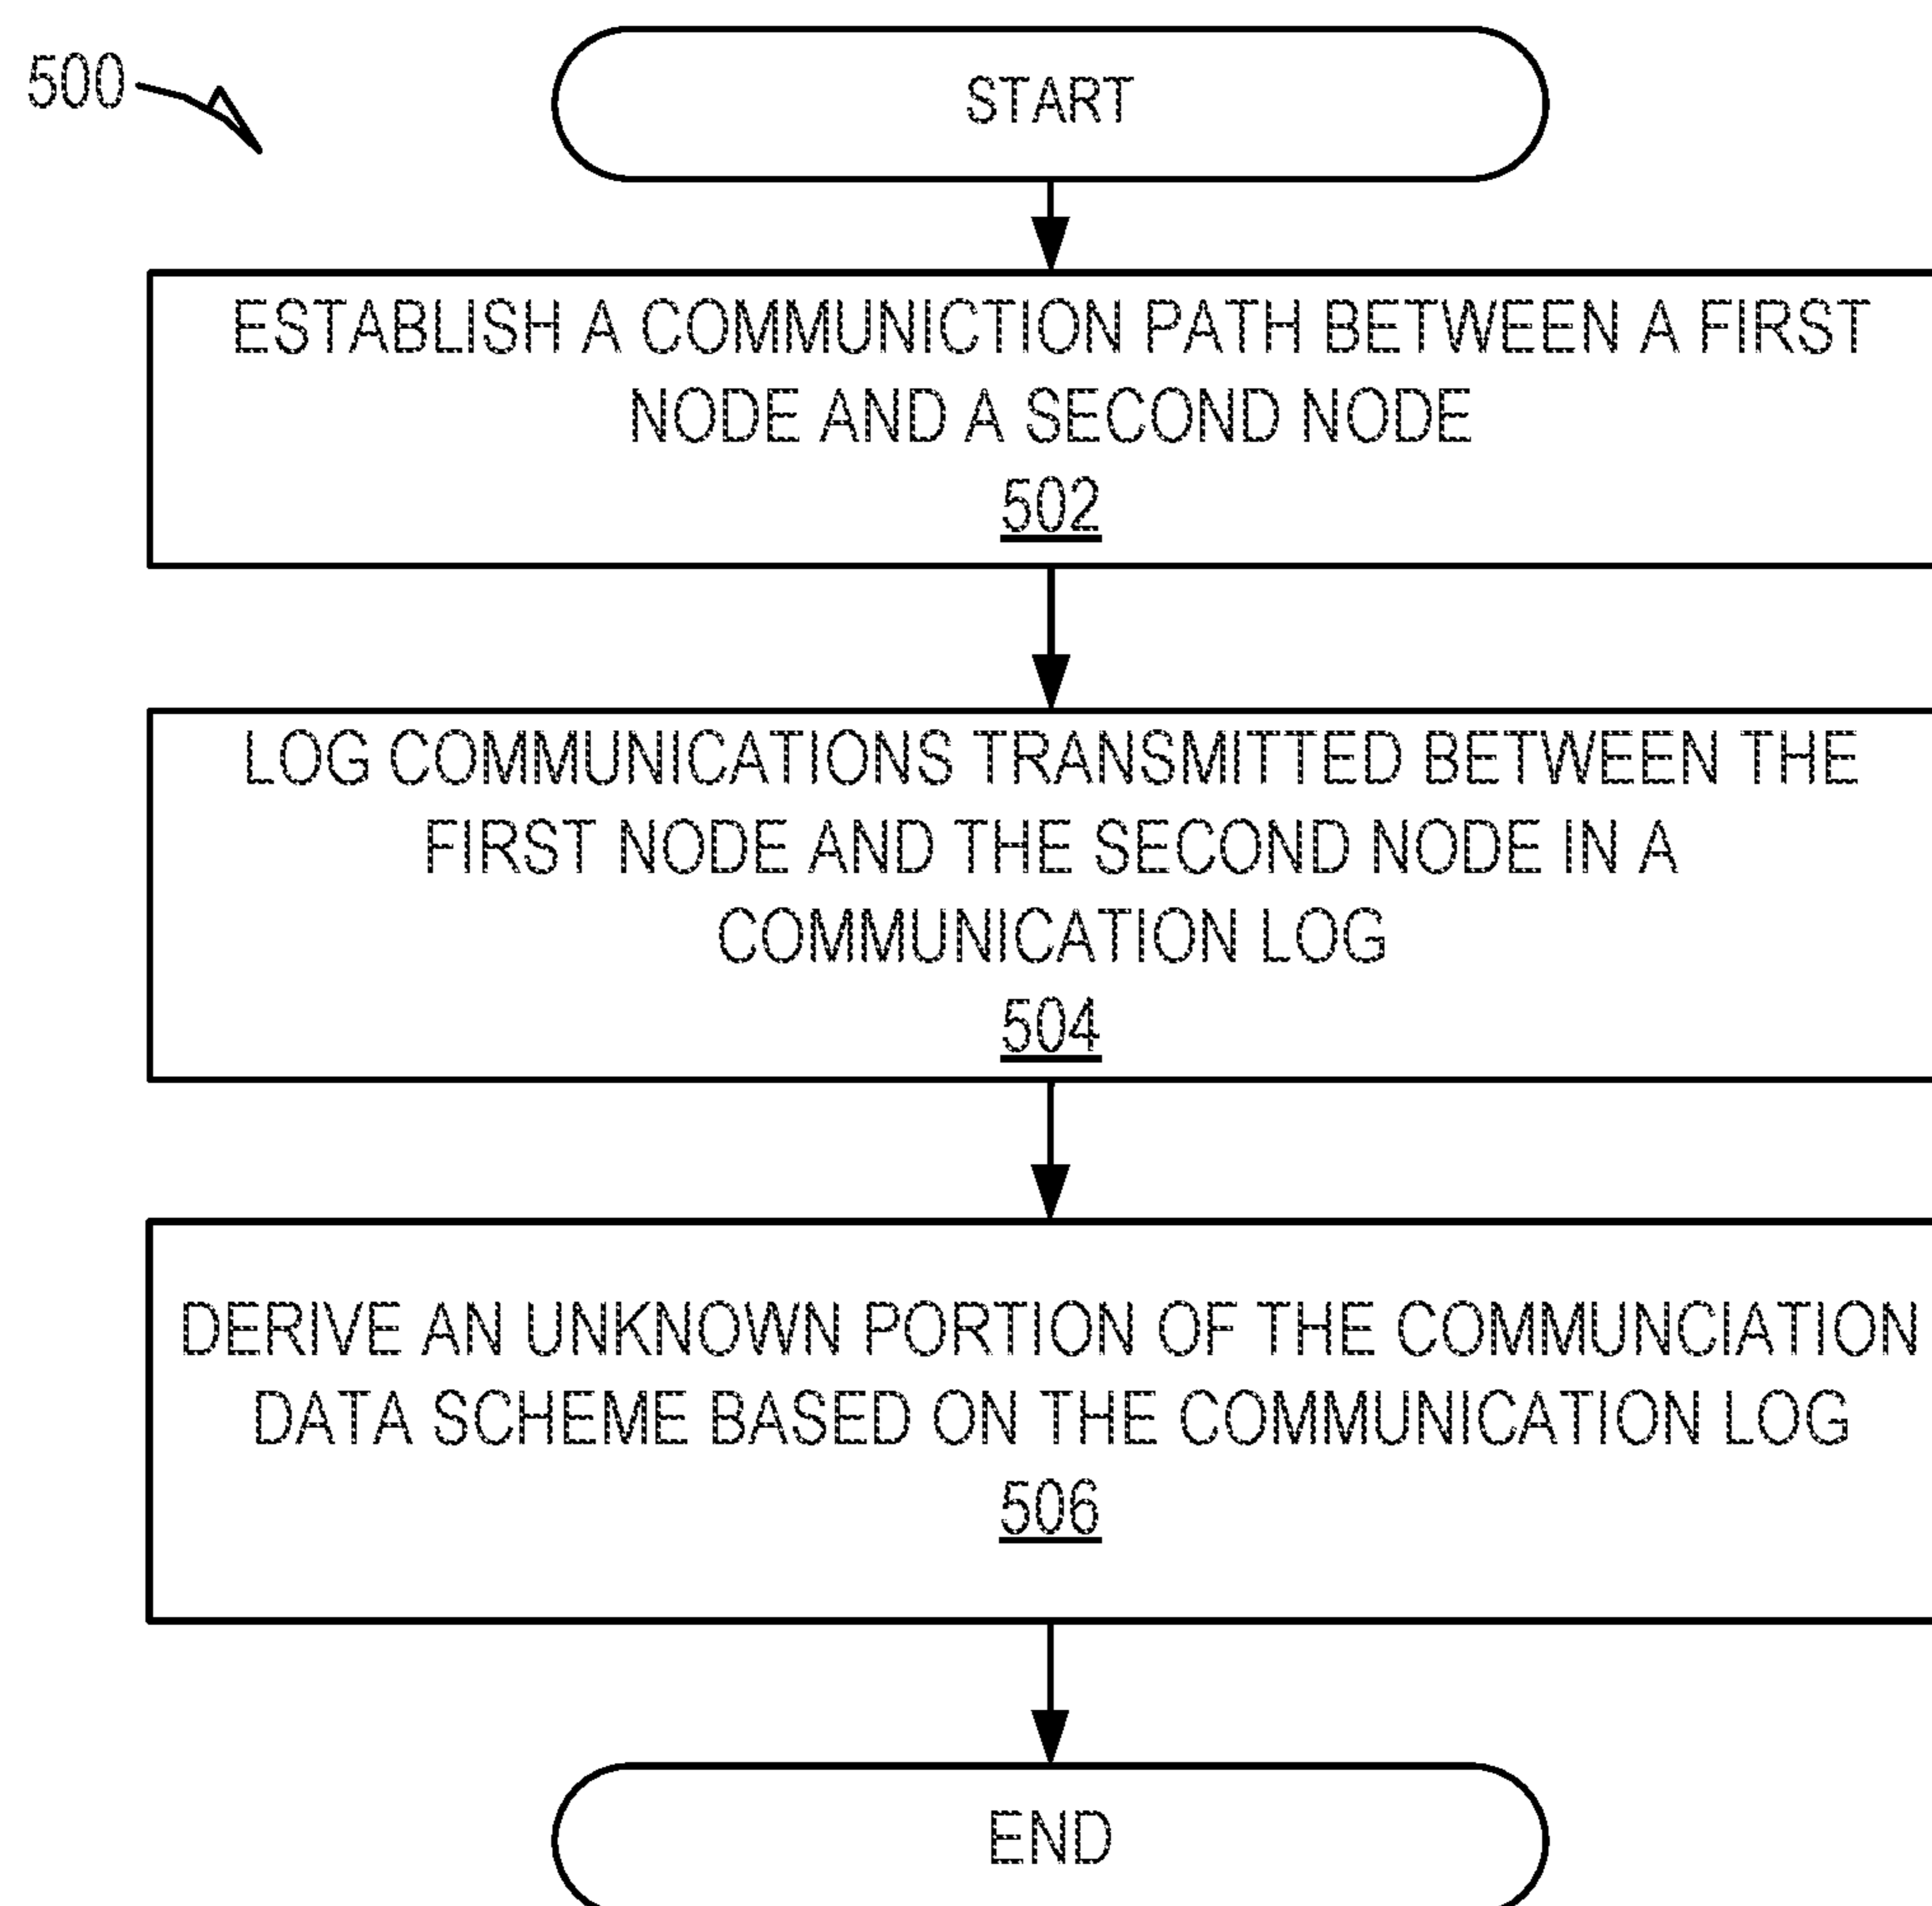 500
START
ESTABLISH A COMMUNICTION PATH BETWEEN A FIRST
NODE AND A SECOND NODE
502
LOG COMMUNICATIONS TRANSMITTED BETWEEN THE
FIRST NODE AND THE SECOND NODE IN A
COMMUNICATION LOG
504
DERIVE AN UNKNOWN PORTION OF THE COMMUNCIATION
DATA SCHEME BASED ON THE COMMUNICATION LOG
506
END